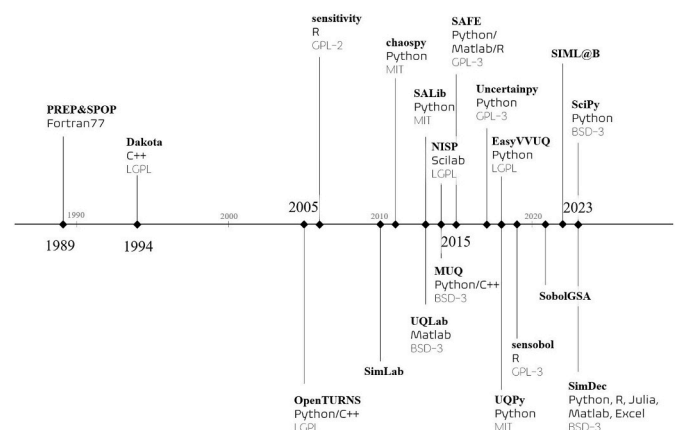 sensitivity
R
GPL-2
SAFE
Python/
Matlab/R
GPL-3
chaospy
Python
MIT
SIML@B
PREP&SPOP
Fortran77
SALib
Python
MIT
Uncertainpy
Python
GPL-3
SciPy
Python
BSD-3
Dakota
C++
LGPL
NISP
Scilab
LGPL
EasyVVUQ
Python
LGPL
1990
2000
2005
2010
2020
2023
1989
1994
2015
MUQ
Python/C++
BSD-3
SobolGSA
UQLab
Matlab
BSD-3
sensobol
R
GPL-3
SimLab
OpenTURNS
Python/C++
LGPL
UQPy
Python
MIT
SimDec
Python, R, Julia,
Matlab, Excel
BSD-3